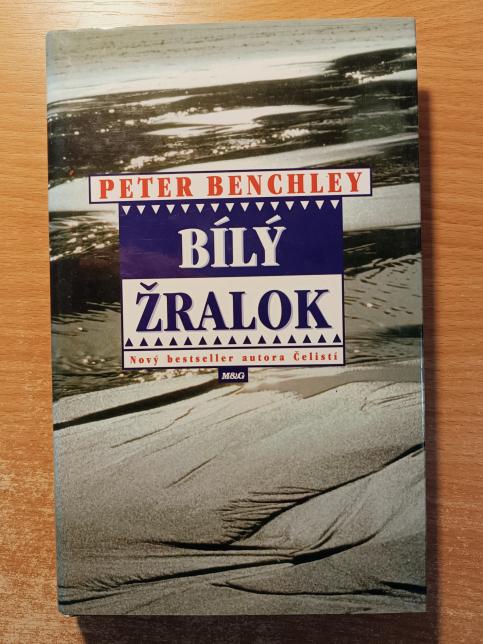 PETER BENCHLEY
BÍLÝ
ŽRALOK
Nový bestseller autora Čelistí
M&G